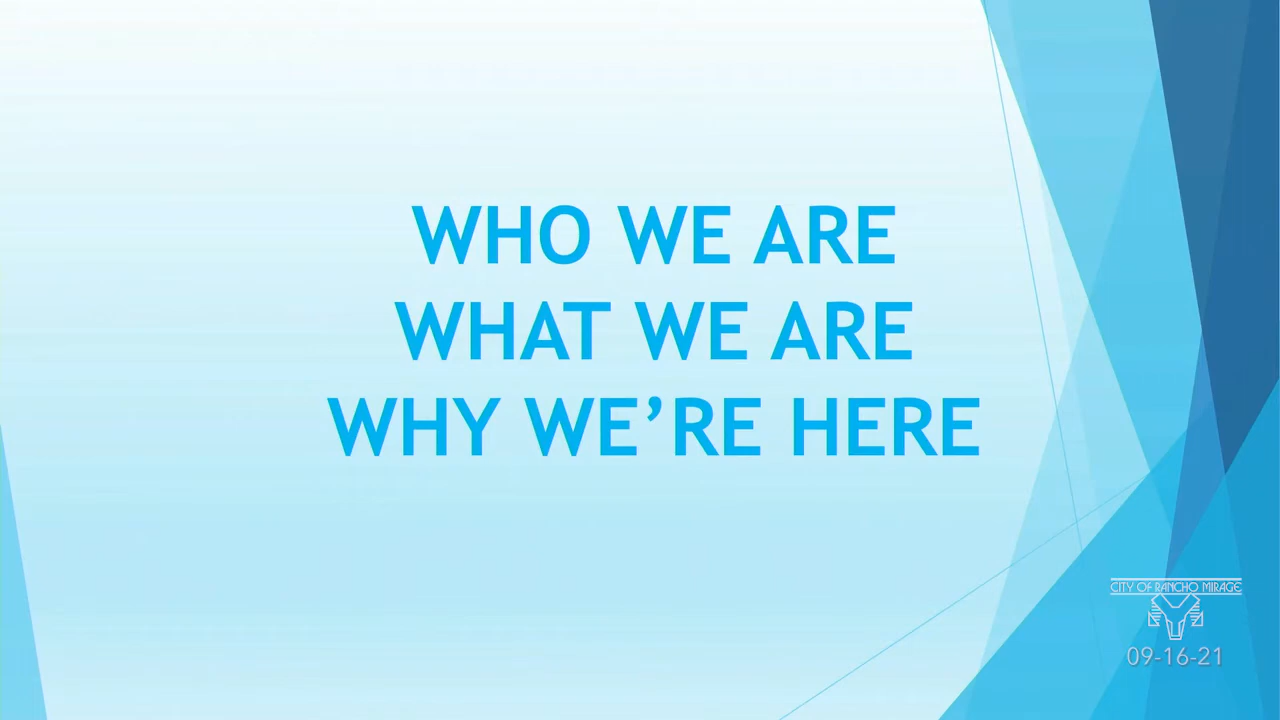 WHO WE ARE
WHAT WE ARE
WHY WE’RE HERE
CITY OF RANCHO MIRAGE
09-16-21